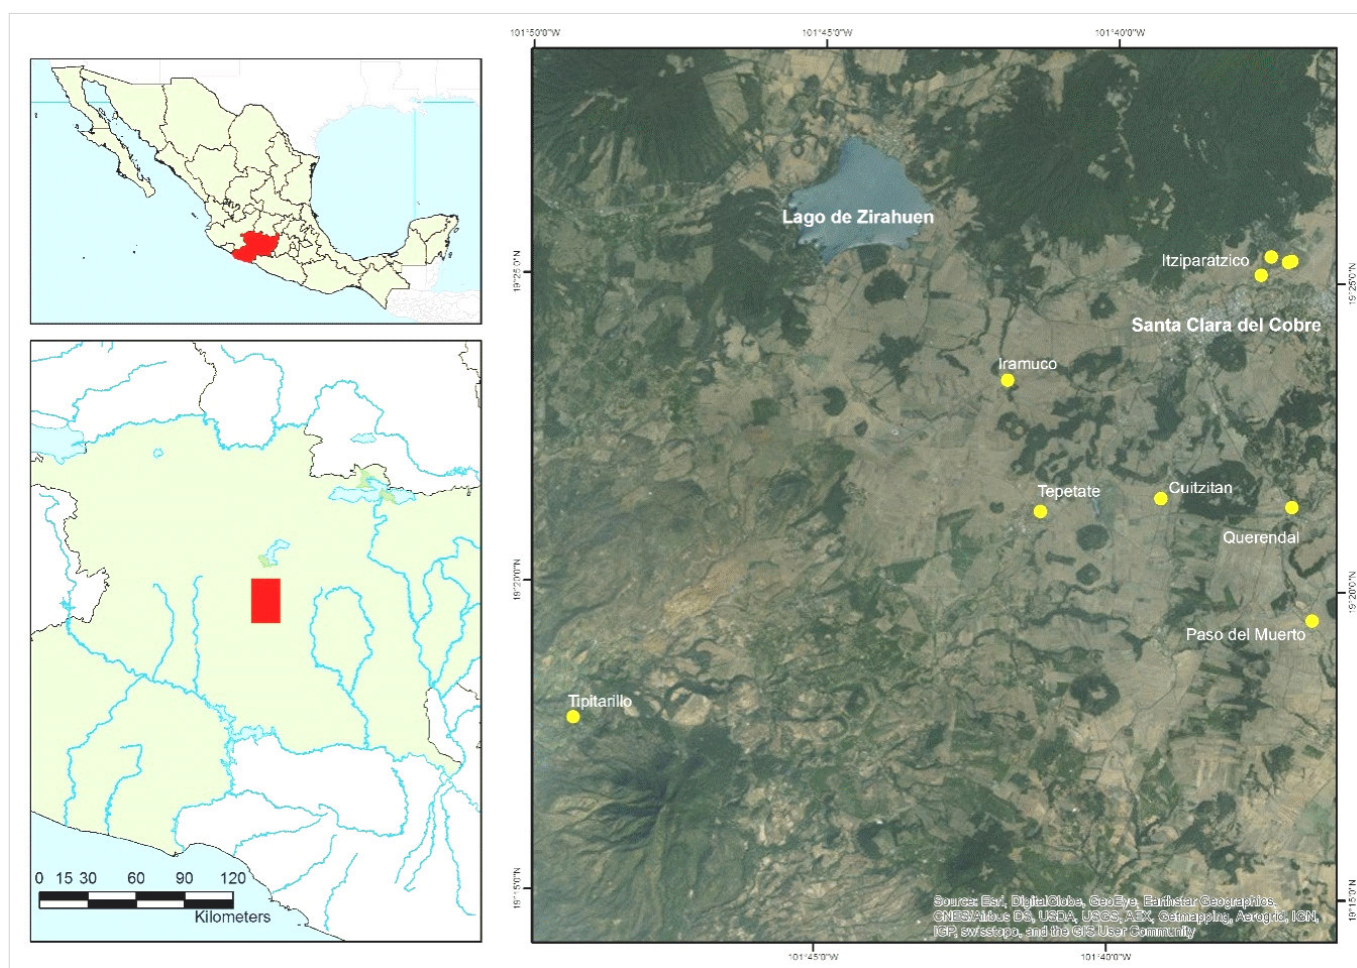 101°50'0"W
101°45'0"W
101°40'0"W
Lago de Zirahuen
Itziparatzico
19°25'0"N
19°25'0"N
Santa Clara del Cobre
Iramuco
Tepetate
Cuitzitan
Querendal
19°20'0"N
19°20'0"N
Paso del Muerto
Tipitarillo
0 15 30 60 90 120
Kilometers
19°15'0"N
19°15'0"N
Source: Esri, DigitalGlobe, GeoEye, Earthstar Geographics,
CNES/Airbus DS, USDA, USGS, AEX, Getmapping, Aerogrid, IGN,
IGP, swisstopo, and the GIS User Community
101°45'0"W
101°40'0"W